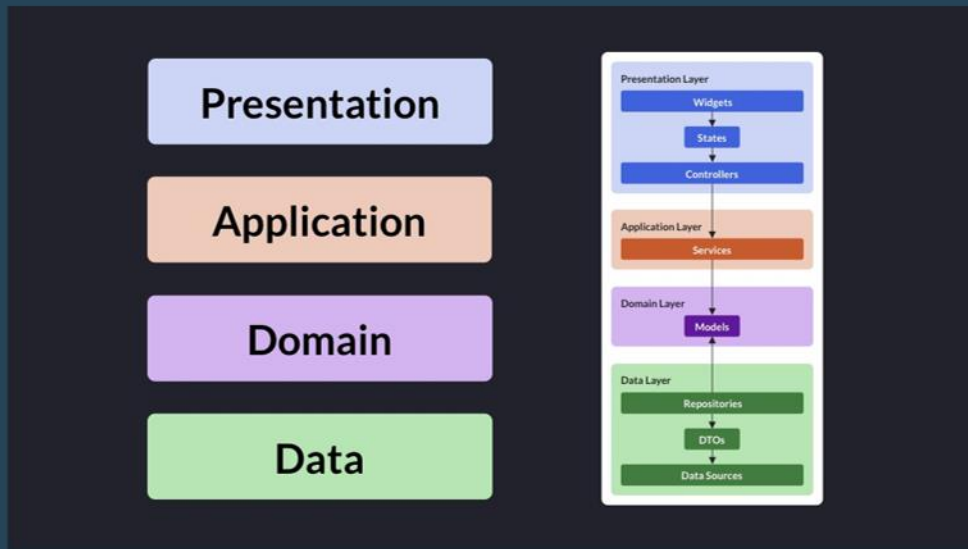 Presentation
Application
Domain
Data
Presentation Layer
Widgets
States
Controllers
Application Layer
Services
Domain Layer
Models
Data Layer
Repositories
DTOs
Data Sources